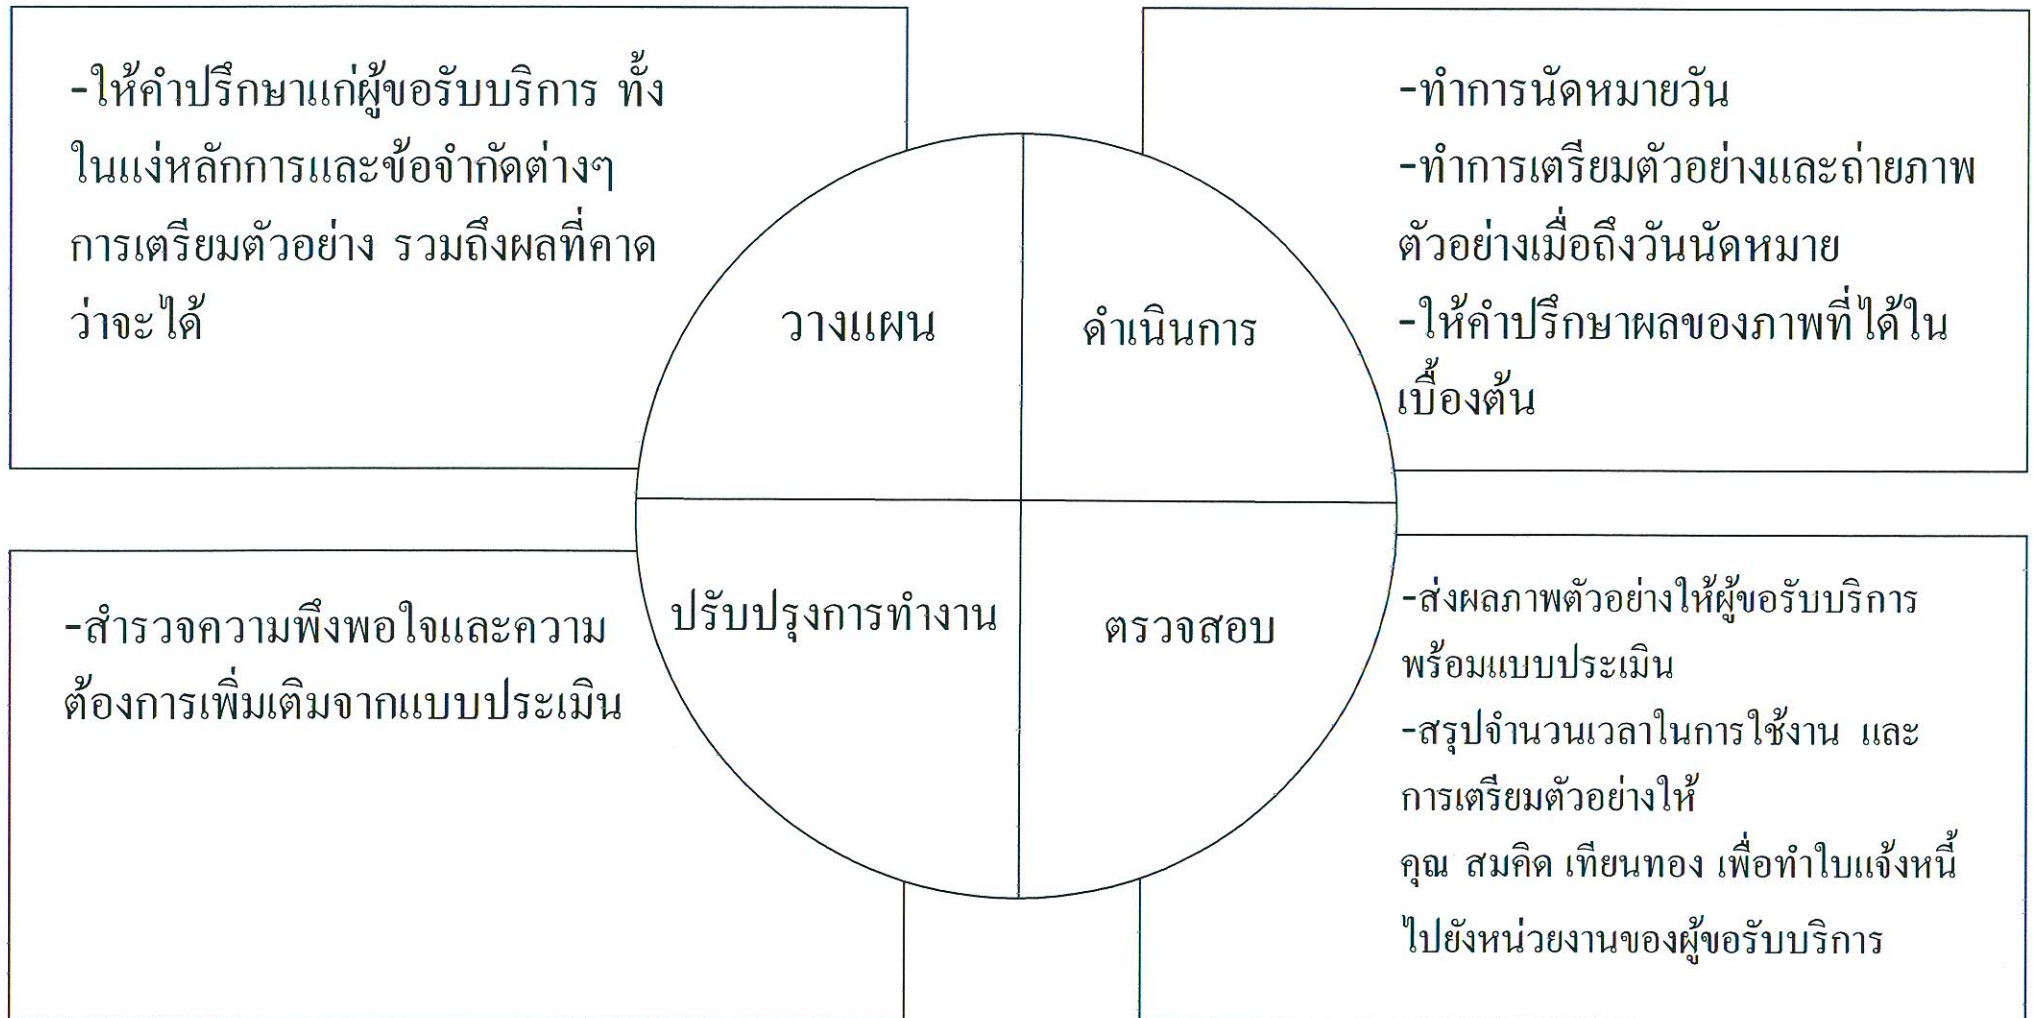 -ให้คำปรึกษาแก่ผู้ขอรับบริการ ทั้ง
ในแง่หลักการและข้อจำกัดต่างๆ
การเตรียมตัวอย่าง รวมถึงผลที่คาด
ว่าจะได้
-ทำการนัดหมายวัน
-ทำการเตรียมตัวอย่างและถ่ายภาพ
ตัวอย่างเมื่อถึงวันนัดหมาย
-ให้คำปรึกษาผลของภาพที่ได้ใน
เบื้องต้น
วางแผน
ดำเนินการ
ปรับปรุงการทำงาน
ตรวจสอบ
-สำรวจความพึงพอใจและความ
ต้องการเพิ่มเติมจากแบบประเมิน
-ส่งผลภาพตัวอย่างให้ผู้ขอรับบริการ
พร้อมแบบประเมิน
-สรุปจำนวนเวลาในการใช้งาน และ
การเตรียมตัวอย่างให้
คุณ สมคิด เทียนทอง เพื่อทำใบแจ้งหนี้
ไปยังหน่วยงานของผู้ขอรับบริการ